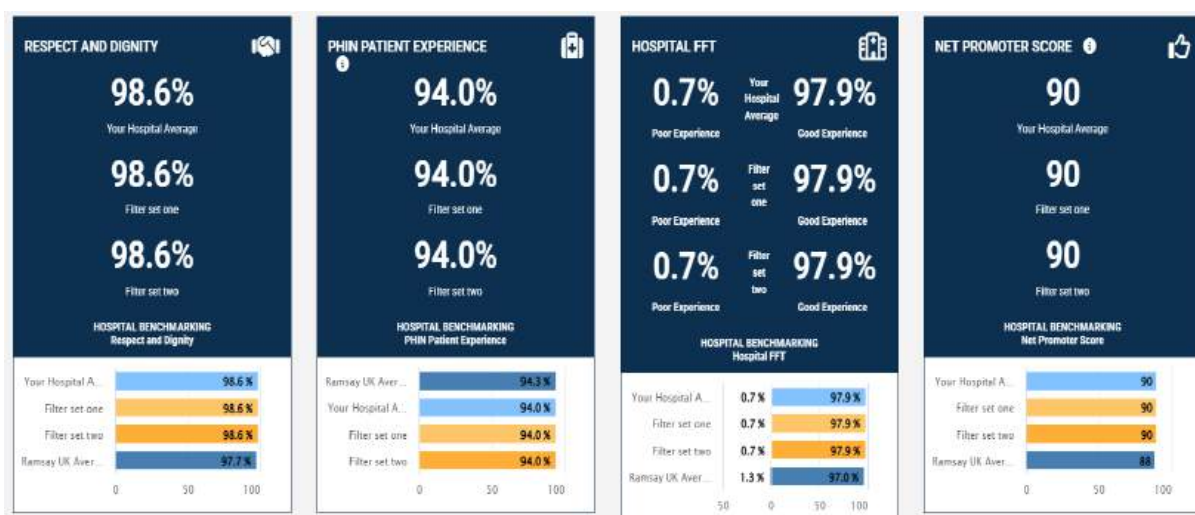 RESPECT AND DIGNITY
98.6%
Your Hospital Average
98.6%
Filter set one
98.6%
Filter set two
HOSPITAL BENCHMARKING
Respect and Dignity
Your Hospital A... 98.6 %
Filter set one 98.6 %
Filter set two 98.6 %
Ramsay UK Aver... 97.7 %
0 50 100
PHIN PATIENT EXPERIENCE
94.0%
Your Hospital Average
94.0%
Filter set one
94.0%
Filter set two
HOSPITAL BENCHMARKING
PHIN Patient Experience
Ramsay UK Aver... 94.3 %
Your Hospital A... 94.0 %
Filter set one 94.0 %
Filter set two 94.0 %
0 50 100
HOSPITAL FFT
0.7% Your Hospital Average 97.9%
Poor Experience Good Experience
0.7% Filter set one 97.9%
Poor Experience Good Experience
0.7% Filter set two 97.9%
Poor Experience Good Experience
HOSPITAL BENCHMARKING
Hospital FFT
Your Hospital A... 0.7 % 97.9 %
Filter set one 0.7 % 97.9 %
Filter set two 0.7 % 97.9 %
Ramsay UK Aver... 1.3 % 97.0 %
50 0 50 100
NET PROMOTER SCORE
90
Your Hospital Average
90
Filter set one
90
Filter set two
HOSPITAL BENCHMARKING
Net Promoter Score
Your Hospital A... 90
Filter set one 90
Filter set two 90
Ramsay UK Aver... 88
0 50 100